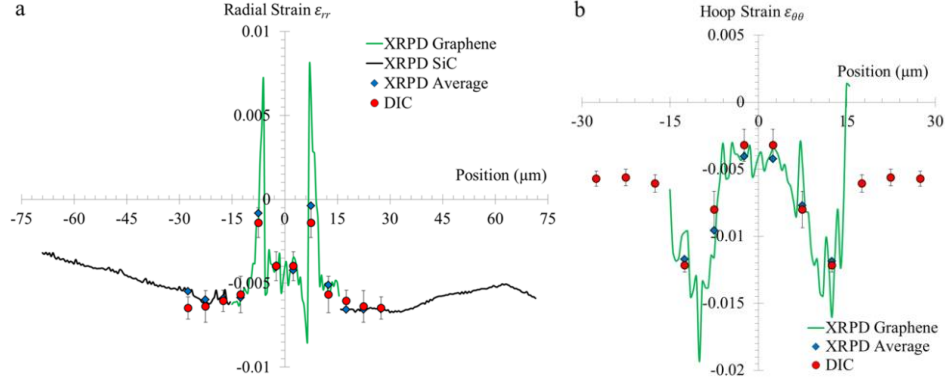 a
Radial Strain εrr
0.01
XRPD Graphene
XRPD SiC
XRPD Average
DIC
0.005
Position (μm)
0
-75 -45 -30 -15 0 15 30 45 60 75
-60
-0.005
-0.01
b
Hoop Strain εθθ
0.005
Position (μm)
0
-30 -15 0 15 30
-0.005
-0.01
-0.015
-0.02
XRPD Graphene
XRPD Average
DIC